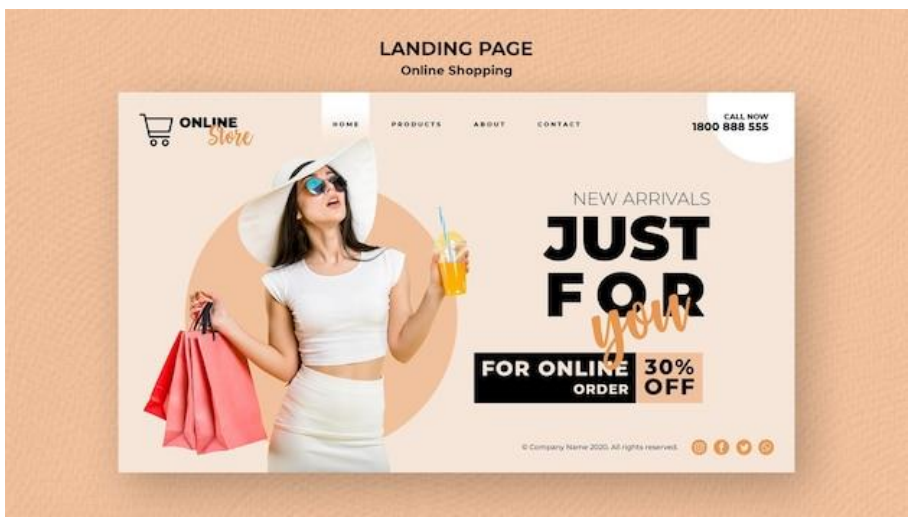 LANDING PAGE
Online Shopping
ONLINE
Store
HOME PRODUCTS ABOUT CONTACT
CALL NOW
1800 888 555
NEW ARRIVALS
JUST
FOR
you
FOR ONLINE
ORDER
30%
OFF
© Company Name 2020. All rights reserved.